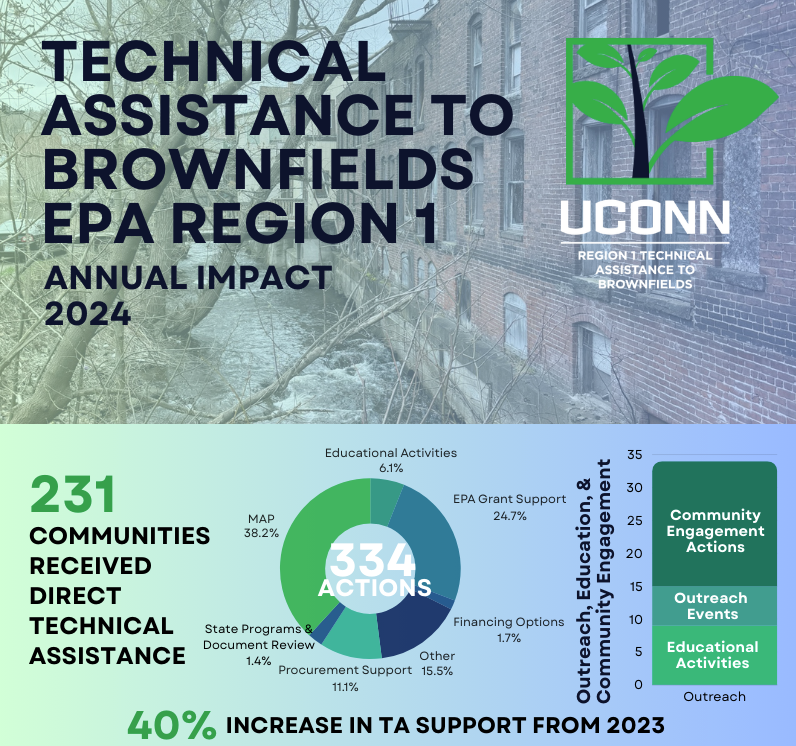 TECHNICAL
ASSISTANCE TO
BROWNFIELDS
EPA REGION 1
ANNUAL IMPACT
2024
UCONN
REGION 1 TECHNICAL
ASSISTANCE TO
BROWNFIELDS
231
COMMUNITIES
RECEIVED
DIRECT
TECHNICAL
ASSISTANCE
Educational Activities
6.1%
EPA Grant Support
24.7%
MAP
38.2%
334
ACTIONS
Financing Options
1.7%
State Programs &
Document Review
1.4%
Other
15.5%
Procurement Support
11.1%
Outreach, Education, &
Community Engagement
35
30
25
20
15
10
5
0
Community
Engagement
Actions
Outreach
Events
Educational
Activities
Outreach
40% INCREASE IN TA SUPPORT FROM 2023